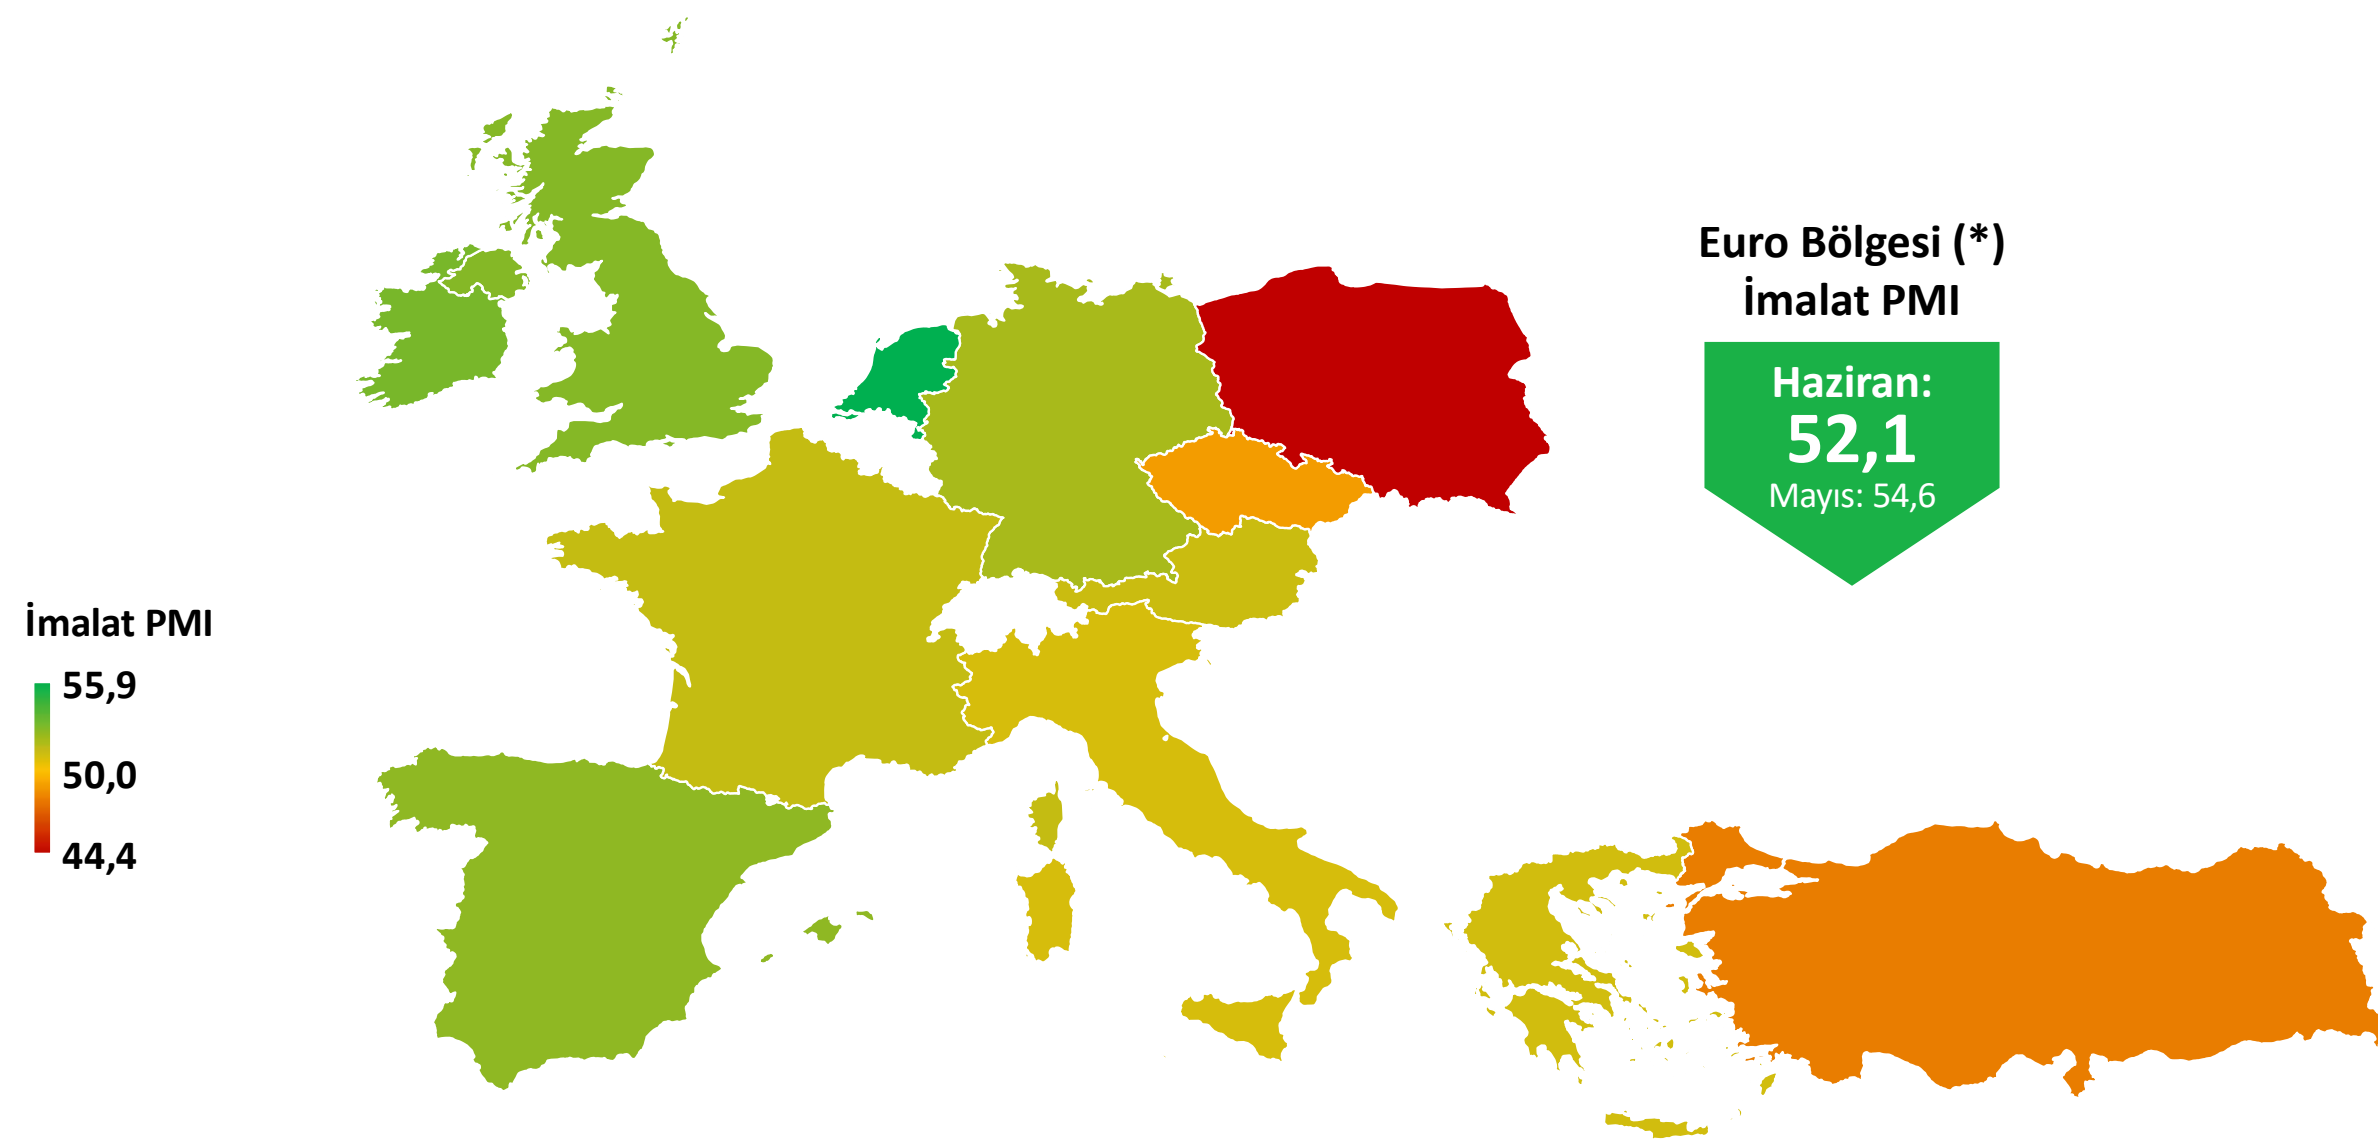 Euro Bölgesi (*)
İmalat PMI
Haziran:
52,1
Mayıs: 54,6
İmalat PMI
55,9
50,0
44,4